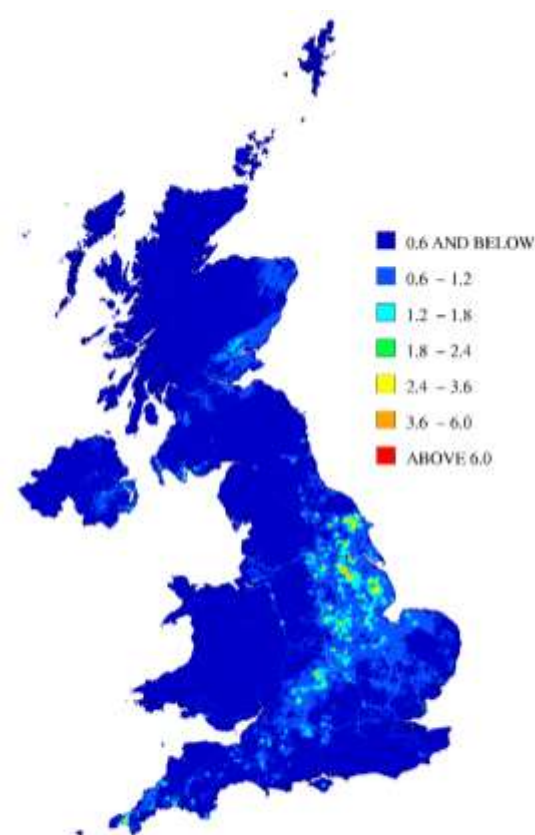 0.6 AND BELOW
0.6 – 1.2
1.2 – 1.8
1.8 – 2.4
2.4 – 3.6
3.6 – 6.0
ABOVE 6.0